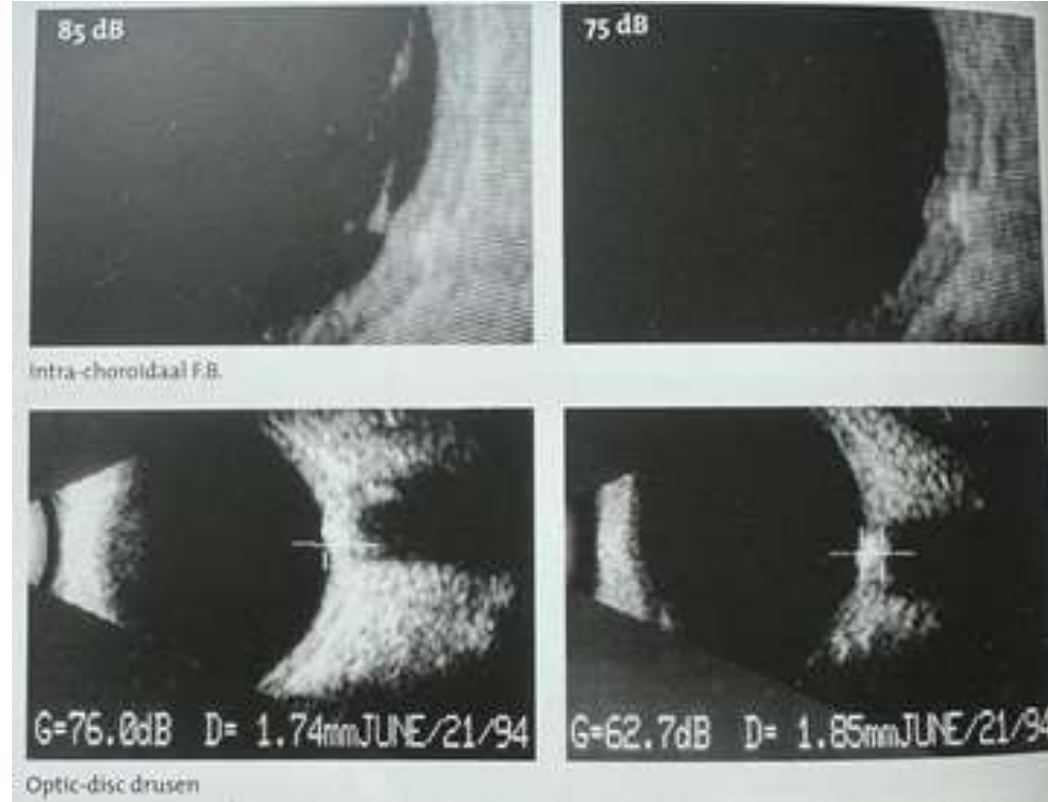 85 dB
75 dB
Intra-choroidaal F.B.
G=76.0dB D= 1.74mmJUNE/21/94
G=62.7dB D= 1.85mmJUNE/21/94
Optic-disc drusen